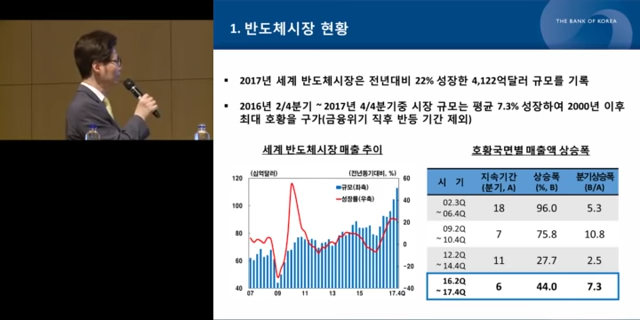 THE BANK OF KOREA
1. 반도체시장 현황
• 2017년 세계 반도체시장은 전년대비 22% 성장한 4,122억달러 규모를 기록
• 2016년 2/4분기 ~ 2017년 4/4분기중 시장 규모는 평균 7.3% 성장하여 2000년 이후
최대 호황을 구가(금융위기 직후 반등 기간 제외)
세계 반도체시장 매출 추이
(십억달러) (전년동기대비, %)
규모(좌축)
성장률(우축)
120 60
100 40
80 20
60 0
40 -20
20 -40
07 09 11 13 15 17.4Q
호황국면별 매출액 상승폭
시 기 지속기간 (분기, A) 상승폭 (%, B) 분기상승폭 (B/A)
02.3Q ~ 06.4Q 18 96.0 5.3
09.2Q ~ 10.4Q 7 75.8 10.8
12.2Q ~ 14.4Q 11 27.7 2.5
16.2Q ~ 17.4Q 6 44.0 7.3